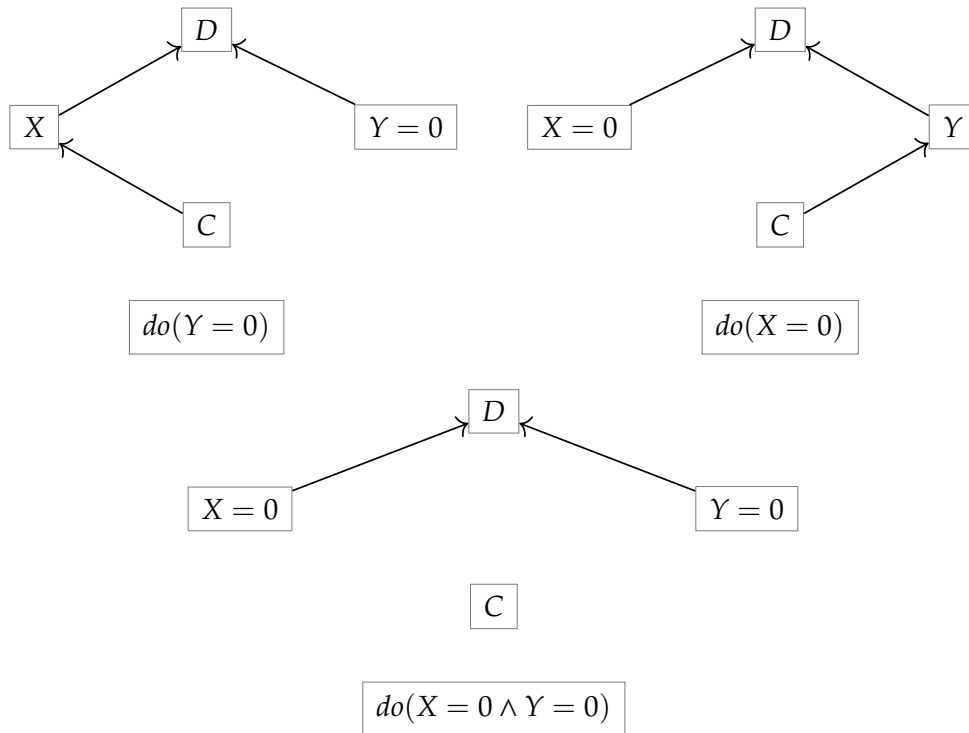 D D
X Y = 0 X = 0 Y
C C
do(Y = 0) do(X = 0)
D
X = 0 Y = 0
C
do(X = 0 ∧ Y = 0)